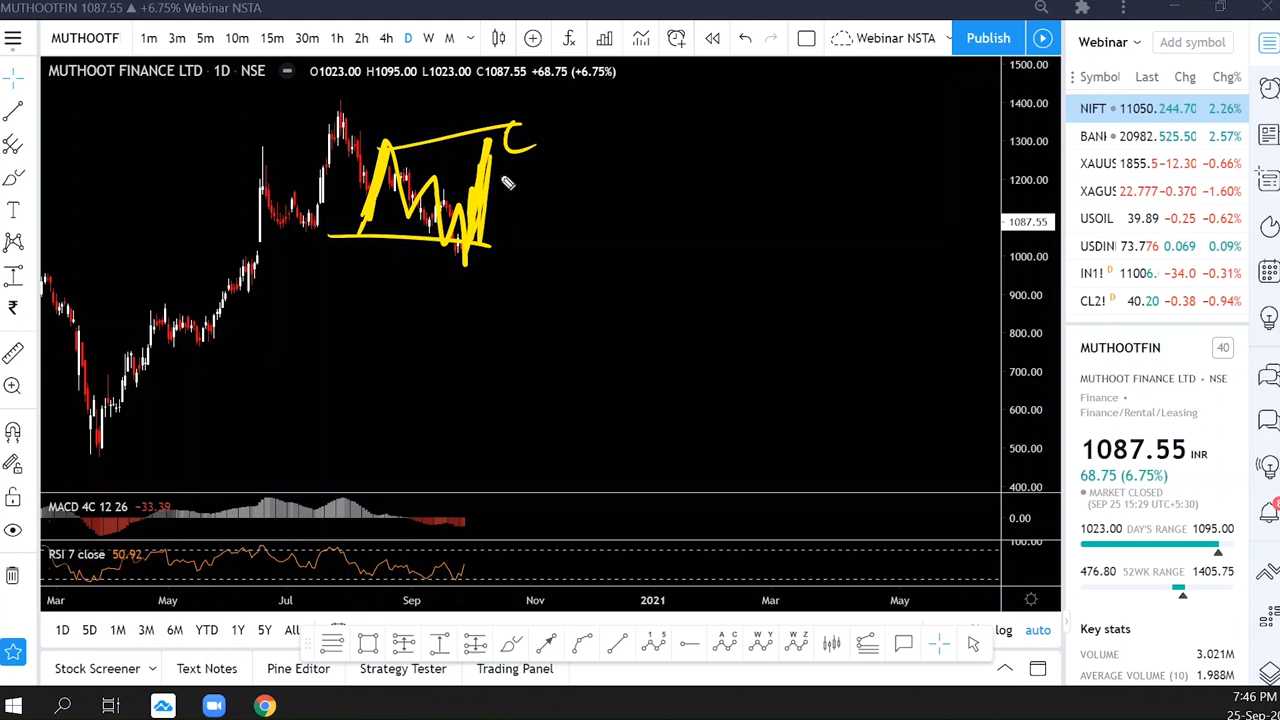 MUTHOOTFIN 1087.55 ▲ +6.75% Webinar NSTA
MUTHOOTF 1m 3m 5m 10m 15m 30m 1h 2h 4h D W M Webinar NSTA Publish
Webinar Add symbol
MUTHOOT FINANCE LTD · 1D · NSE O1023.00 H1095.00 L1023.00 C1087.55 +68.75 (+6.75%)
Symbol Last Chg Chg%
NIFT 11050. 244.70 2.26%
BANK 20982. 525.50 2.57%
XAUUS 1855.5 -12.30 -0.66%
XAGUS 22.777 -0.370 -1.60%
USOIL 39.89 -0.25 -0.62%
USDIN 73.776 0.069 0.09%
IN1! D 11006. -34.0 -0.31%
CL2! D 40.20 -0.38 -0.94%
1500.00
1400.00
1300.00
1200.00
1087.55
1000.00
900.00
800.00
700.00
600.00
500.00
400.00
C
MUTHOOTFIN 40
MUTHOOT FINANCE LTD • NSE
Finance •
Finance/Rental/Leasing
1087.55 INR
68.75 (6.75%)
MARKET CLOSED
(SEP 25 15:29 UTC+5:30)
1023.00 DAY'S RANGE 1095.00
476.80 52WK RANGE 1405.75
Key stats
VOLUME 3.021M
AVERAGE VOLUME (10) 1.988M
MACD 4C 12 26 −33.39
0.00
RSI 7 close 50.92
100.00
0.00
Mar May Jul Sep Nov 2021 Mar May
1D 5D 1M 3M 6M YTD 1Y 5Y All log auto
Stock Screener Text Notes Pine Editor Strategy Tester Trading Panel
7:46 PM
25-Sep-20